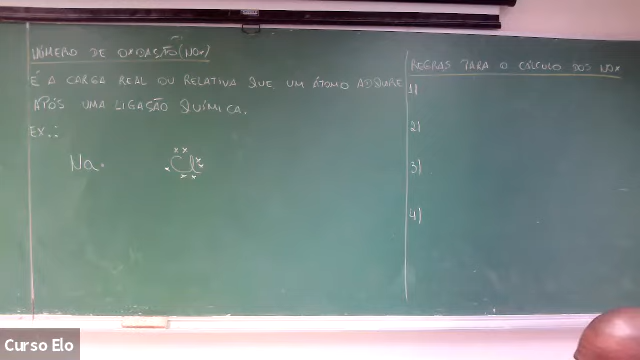 NÚMERO DE OXIDAÇÃO (NOX)
É A CARGA REAL OU RELATIVA QUE UM ÁTOMO ADQUIRE
APÓS UMA LIGAÇÃO QUÍMICA.
EX.:
Na. Cl
REGRAS PARA O CÁLCULO DOS NOX
1)
2)
3)
4)
Curso Elo